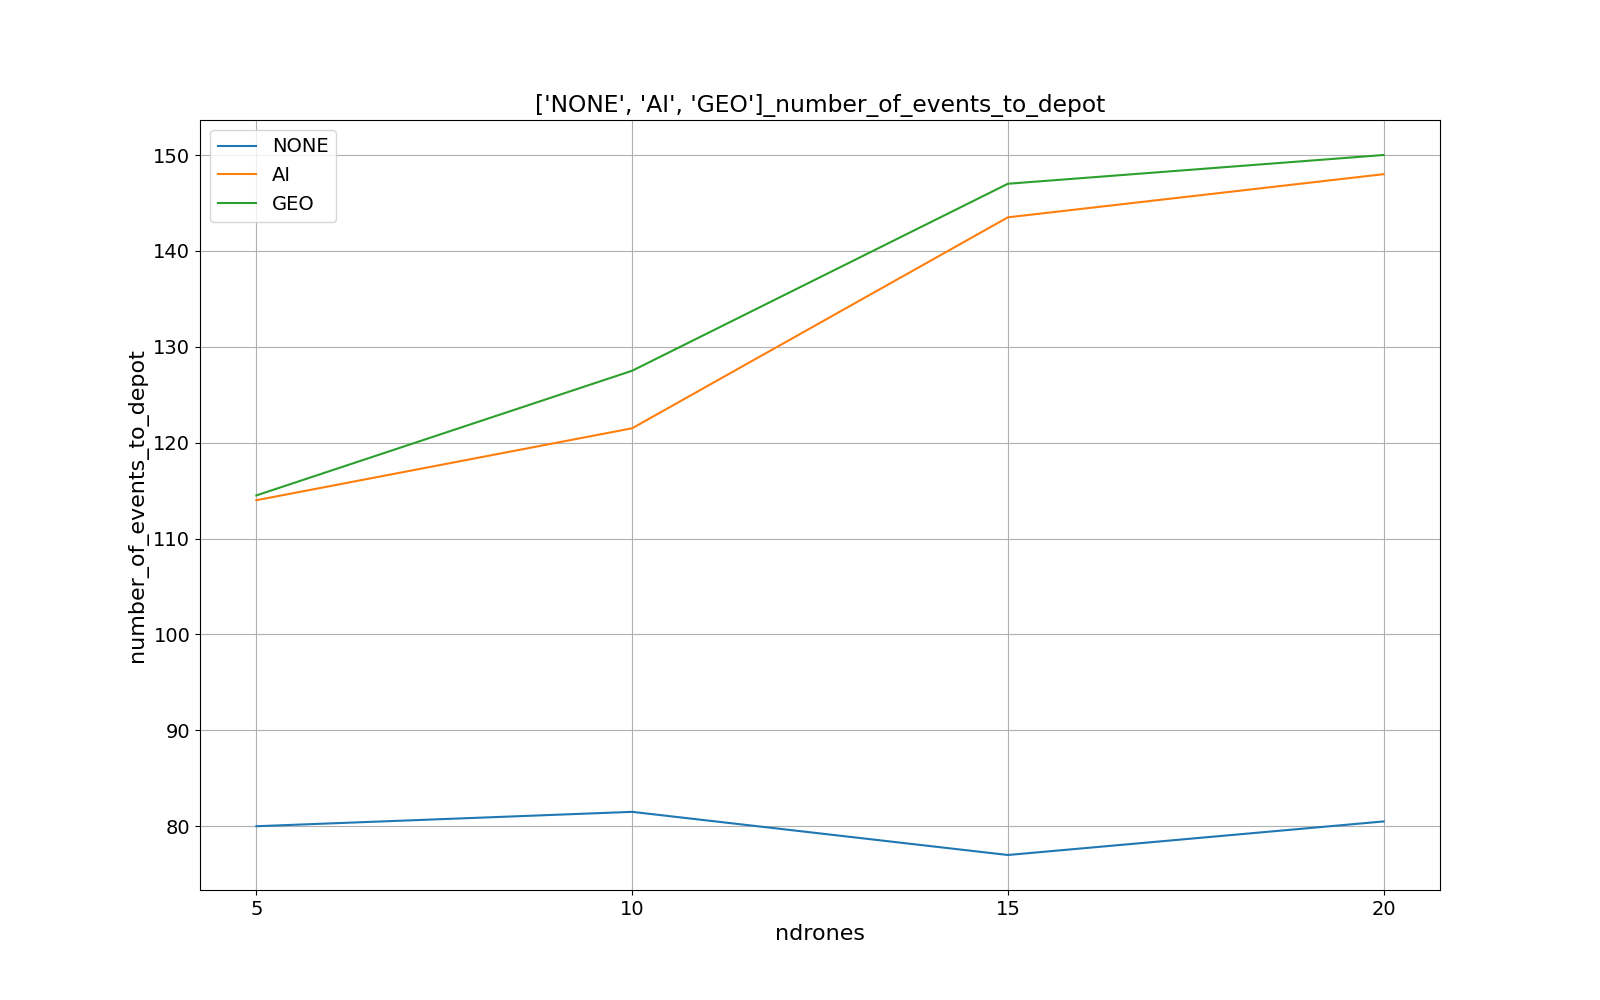 ['NONE', 'AI', 'GEO']_number_of_events_to_depot
NONE
AI
GEO
150
140
130
120
110
100
90
80
number_of_events_to_depot
5 10 15 20
ndrones